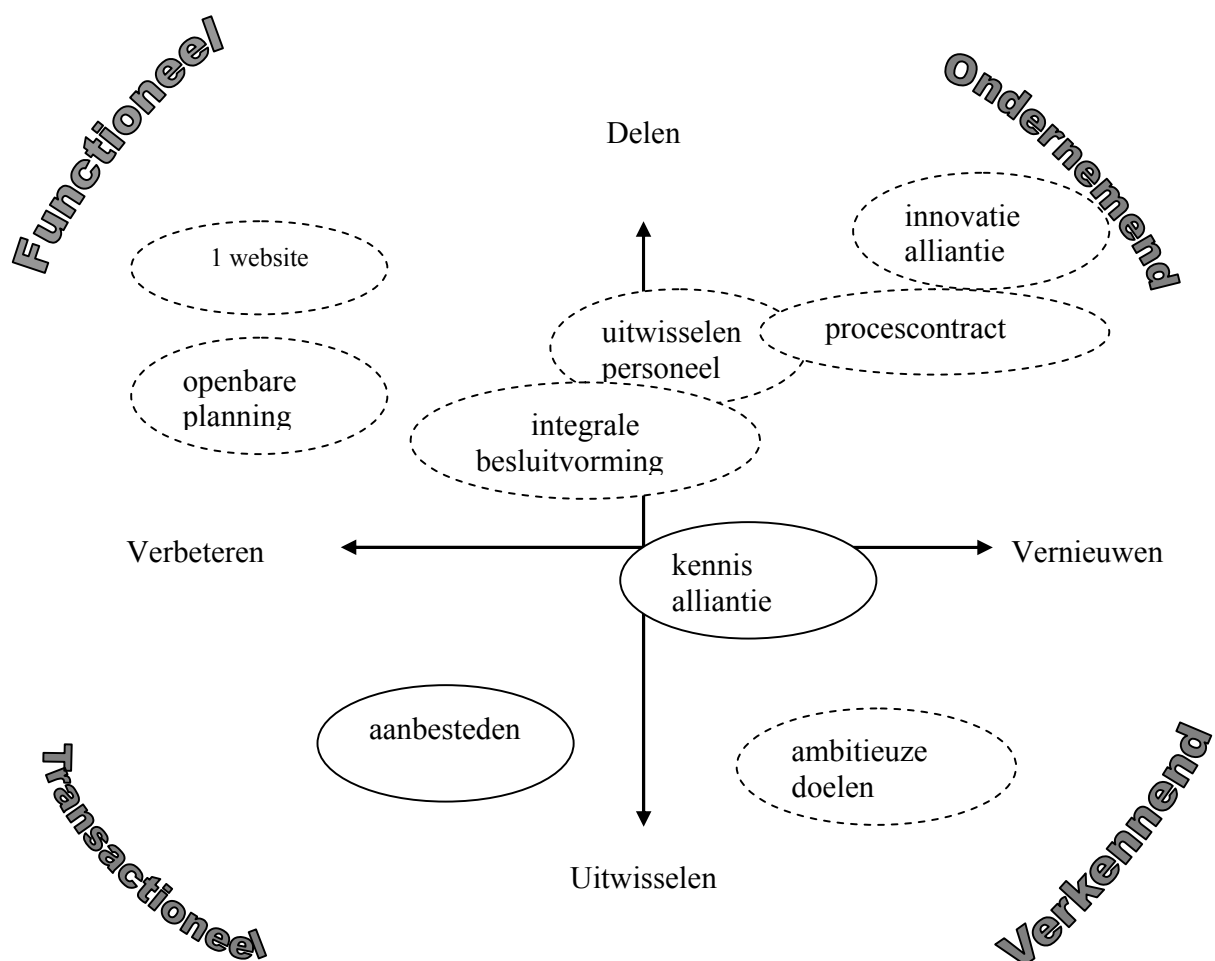 Functioneel
Ondernemend
Delen
innovatie
alliantie
1 website
uitwisselen
personeel
procescontract
openbare
planning
integrale
besluitvorming
Verbeteren
Vernieuwen
kennis
alliantie
aanbesteden
ambitieuze
doelen
Transactioneel
Uitwisselen
Verkennend